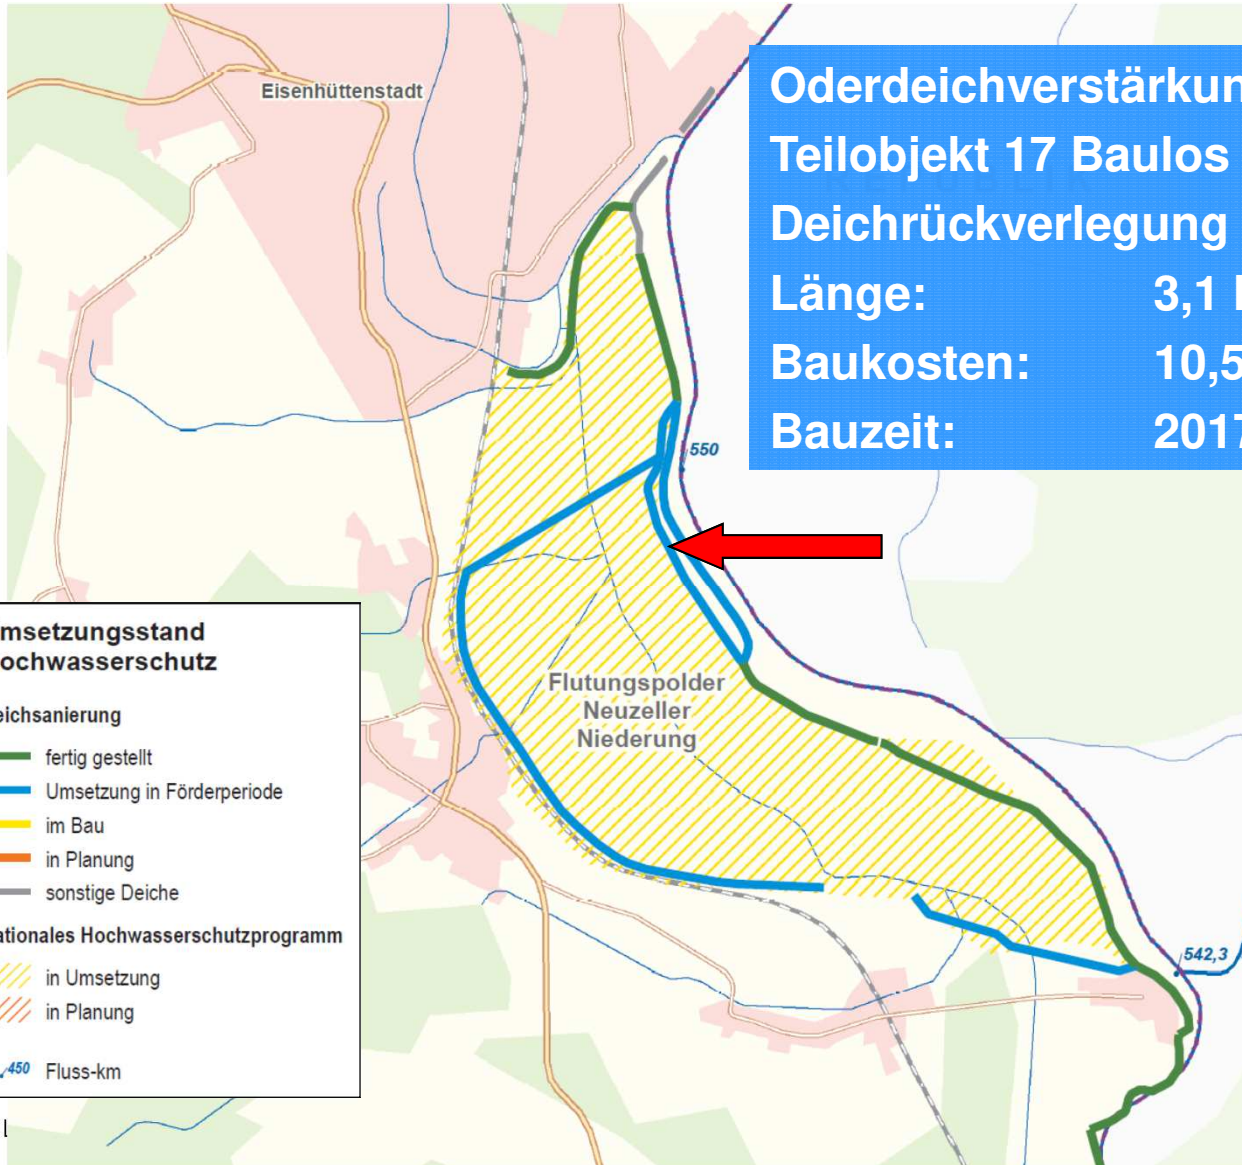 Eisenhüttenstadt
Oderdeichverstärkun
Teilobjekt 17 Baulos
Deichrückverlegung
Länge: 3,1
Baukosten: 10,5
Bauzeit: 2017
550
Flutungspolder
Neuzeller
Niederung
542,3
msetzungsstand
ochwasserschutz
eichsanierung
fertig gestellt
Umsetzung in Förderperiode
im Bau
in Planung
sonstige Deiche
ationales Hochwasserschutzprogramm
in Umsetzung
in Planung
450 Fluss-km